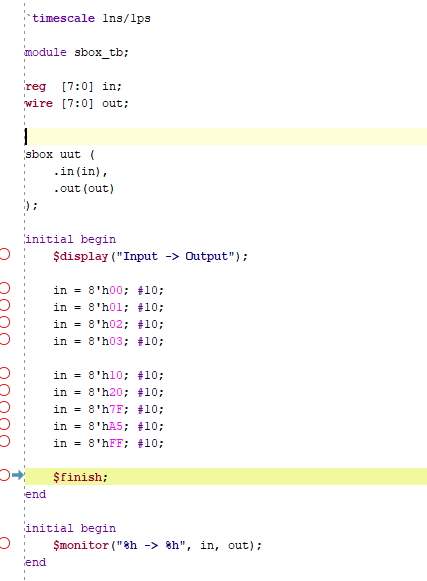 `timescale 1ns/1ps
module sbox_tb;
reg [7:0] in;
wire [7:0] out;
sbox uut (
.in(in),
.out(out)
);
initial begin
$display("Input -> Output");
in = 8'h00; #10;
in = 8'h01; #10;
in = 8'h02; #10;
in = 8'h03; #10;
in = 8'h10; #10;
in = 8'h20; #10;
in = 8'h7F; #10;
in = 8'hA5; #10;
in = 8'hFF; #10;
$finish;
end
initial begin
$monitor("%h -> %h", in, out);
end